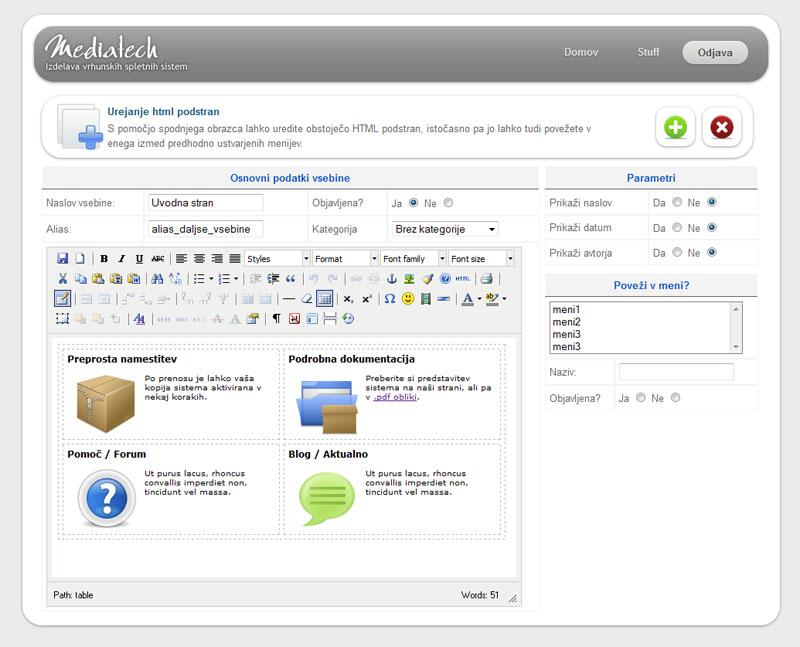 Mediatech
Izdelava vrhunskih spletnih sistem
Domov
Stuff
Odjava
Urejanje html podstran
S pomočjo spodnjega obrazca lahko uredite obstoječo HTML podstran, istočasno pa jo lahko tudi povežete v
enega izmed predhodno ustvarjenih menijev.
Osnovni podatki vsebine
Naslov vsebine: Uvodna stran Objavljena? Ja Ne
Alias: alias_daljse_vsebine Kategorija Brez kategorije
B I U ABC Styles Format Font family Font size
HTML
Preprosta namestitev
Po prenosu je lahko vaša
kopija sistema aktivirana v
nekaj korakih.
Podrobna dokumentacija
Preberite si predstavitev
sistema na naši strani, ali pa
v .pdf obliki.
Pomoč / Forum
Ut purus lacus, rhoncus
convallis imperdiet non,
tincidunt vel massa.
Blog / Aktualno
Ut purus lacus, rhoncus
convallis imperdiet non,
tincidunt vel massa.
Path: table Words: 51
Parametri
Prikaži naslov Da Ne
Prikaži datum Da Ne
Prikaži avtorja Da Ne
Poveži v meni?
meni1
meni2
meni3
meni3
Naziv:
Objavljena? Ja Ne